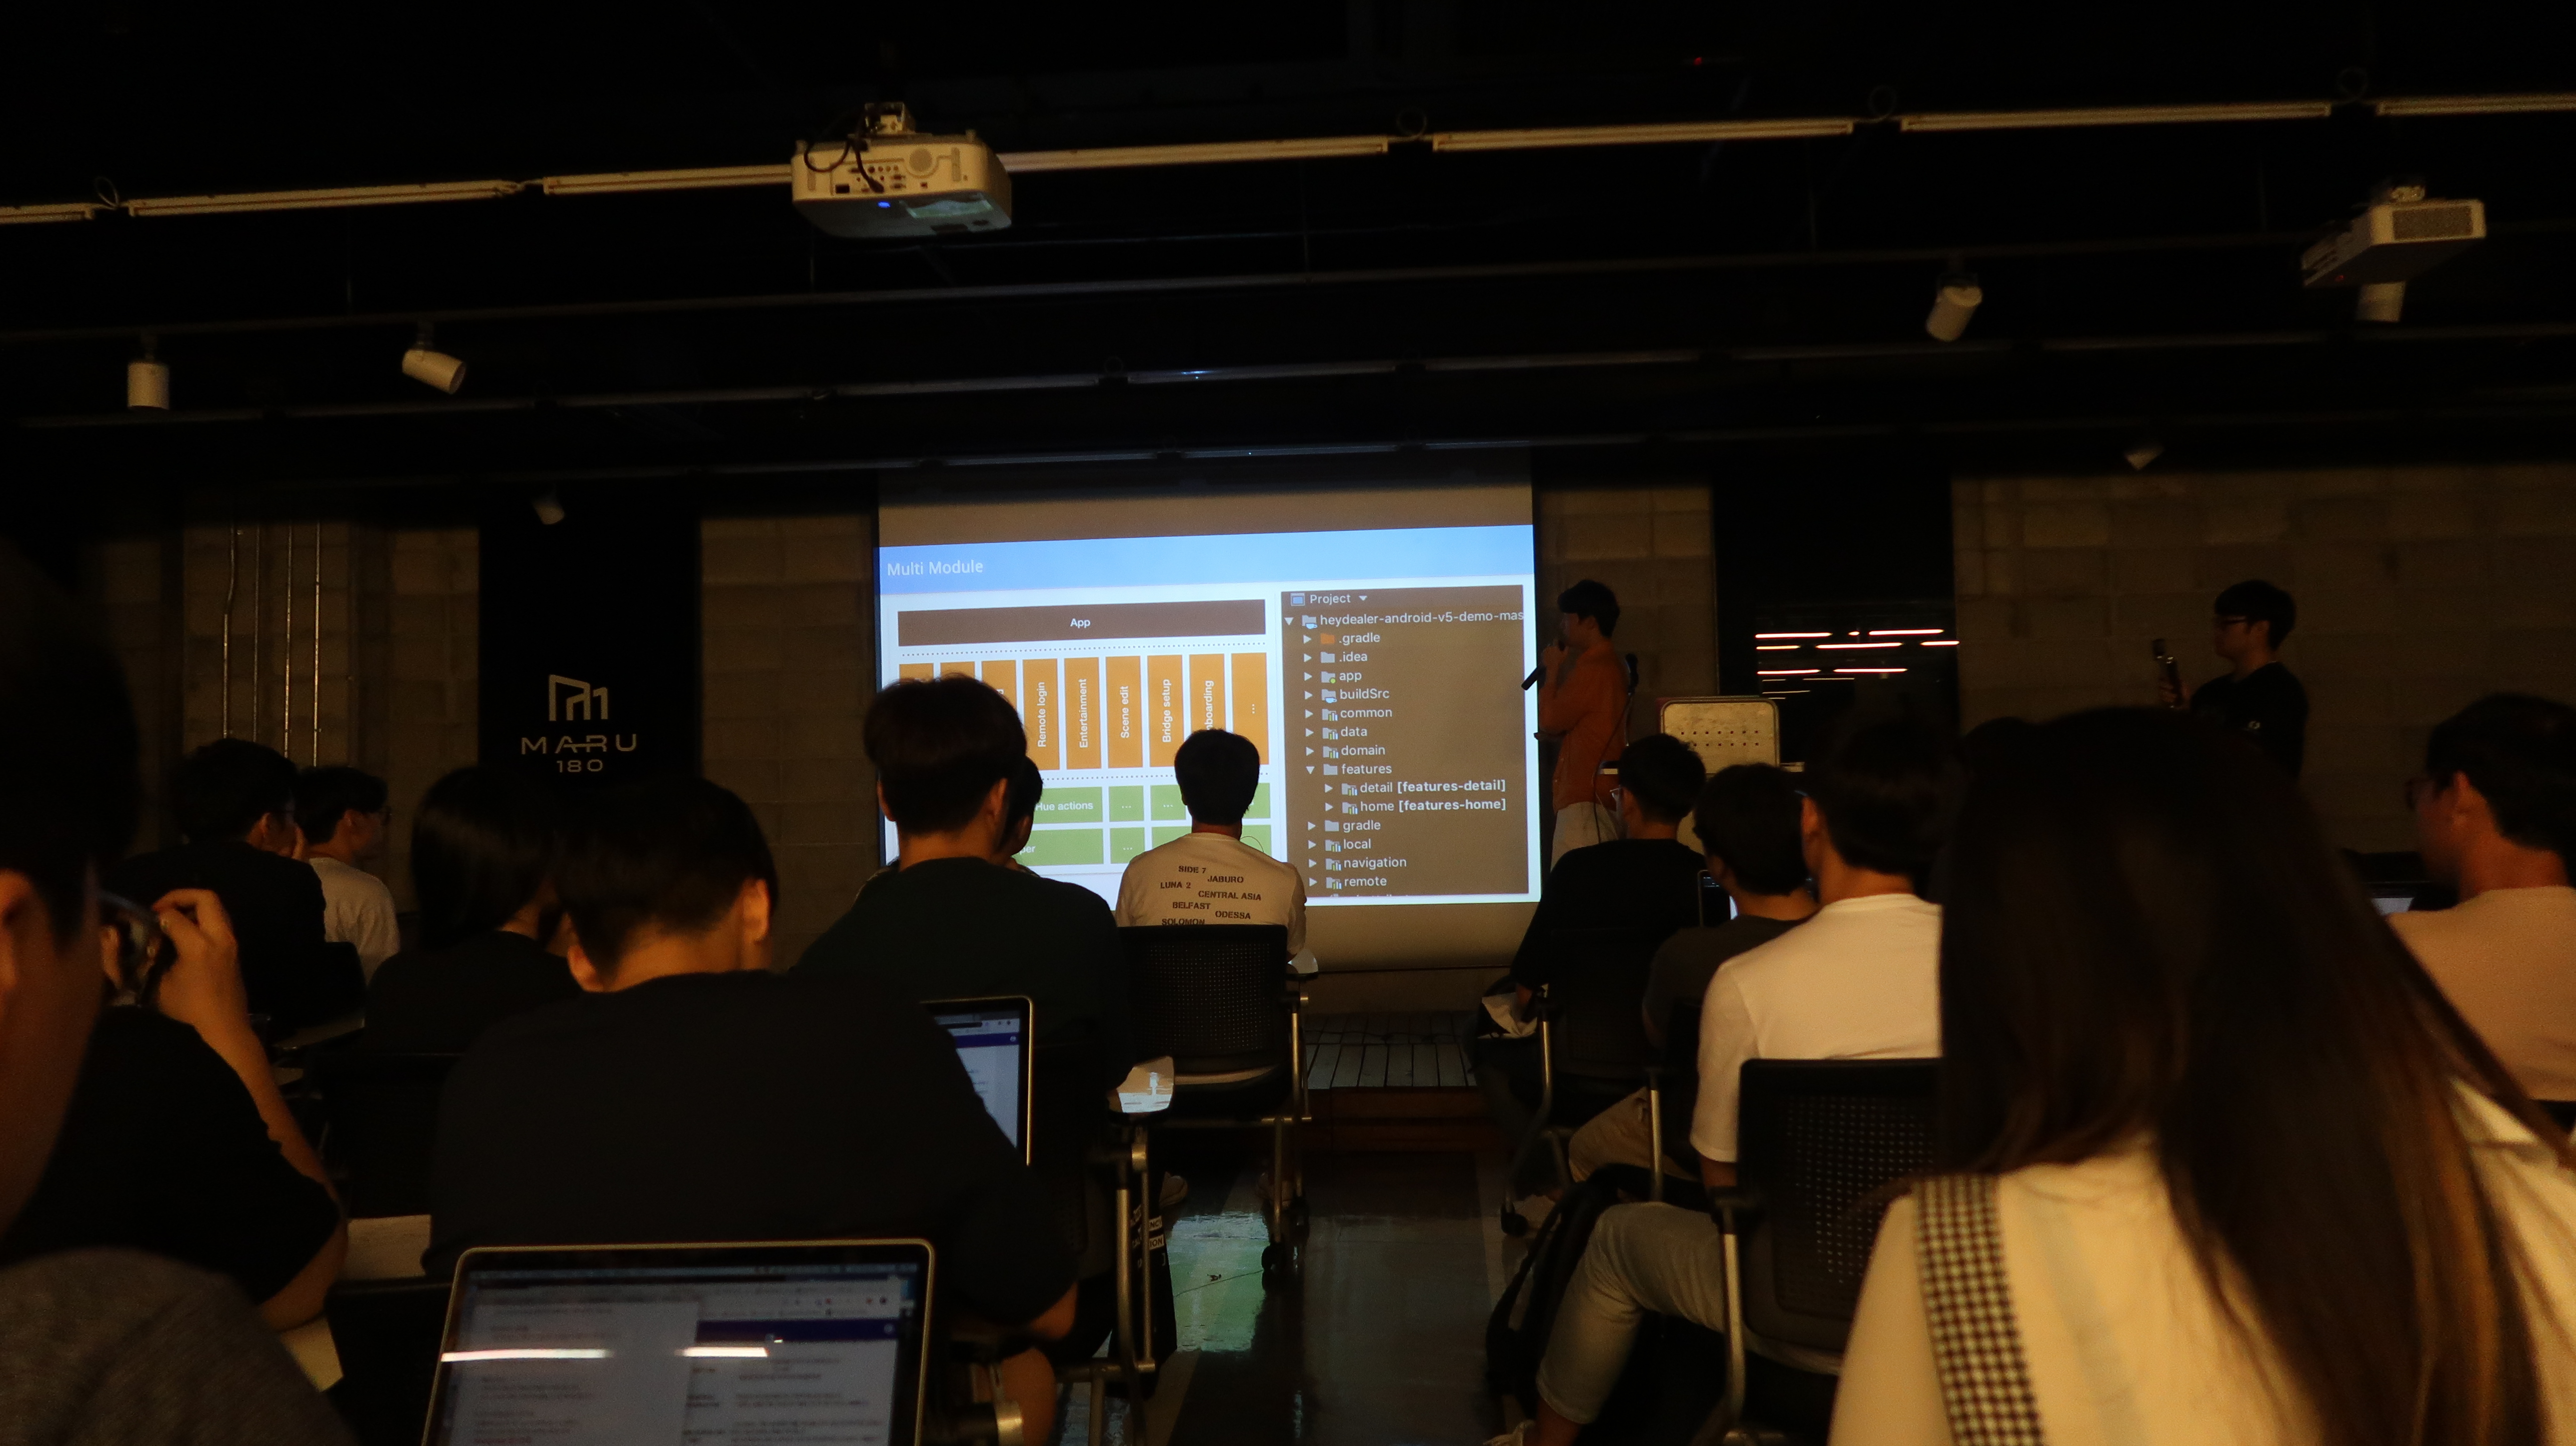 Multi Module
App
Remote login
Entertainment
Scene edit
Bridge setup
...
Hue actions
...
...
...
Project
heydealer-android-v5-demo-mas
.gradle
.idea
app
buildSrc
common
data
domain
features
detail [features-detail]
home [features-home]
gradle
local
navigation
remote
MARU
180
SIDE 7
JABURO
LUNA 2
CENTRAL ASIA
BELFAST
ODESSA
SOLOMON